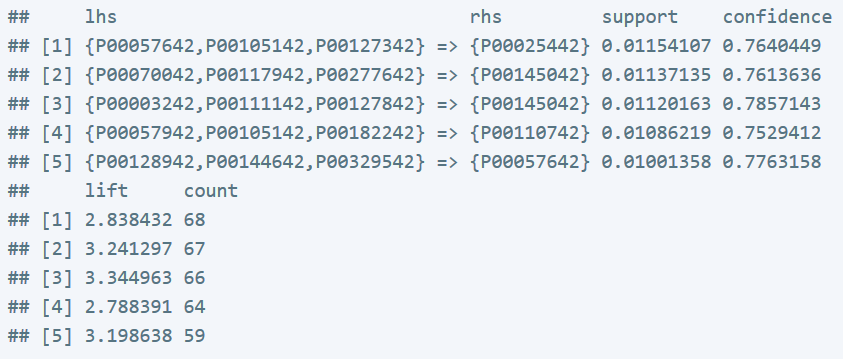 ##     lhs                                 rhs         support    confidence
## [1] {P00057642,P00105142,P00127342} => {P00025442} 0.01154107 0.7640449
## [2] {P00070042,P00117942,P00277642} => {P00145042} 0.01137135 0.7613636
## [3] {P00003242,P00111142,P00127842} => {P00145042} 0.01120163 0.7857143
## [4] {P00057942,P00105142,P00182242} => {P00110742} 0.01086219 0.7529412
## [5] {P00128942,P00144642,P00329542} => {P00057642} 0.01001358 0.7763158
##     lift     count
## [1] 2.838432 68
## [2] 3.241297 67
## [3] 3.344963 66
## [4] 2.788391 64
## [5] 3.198638 59